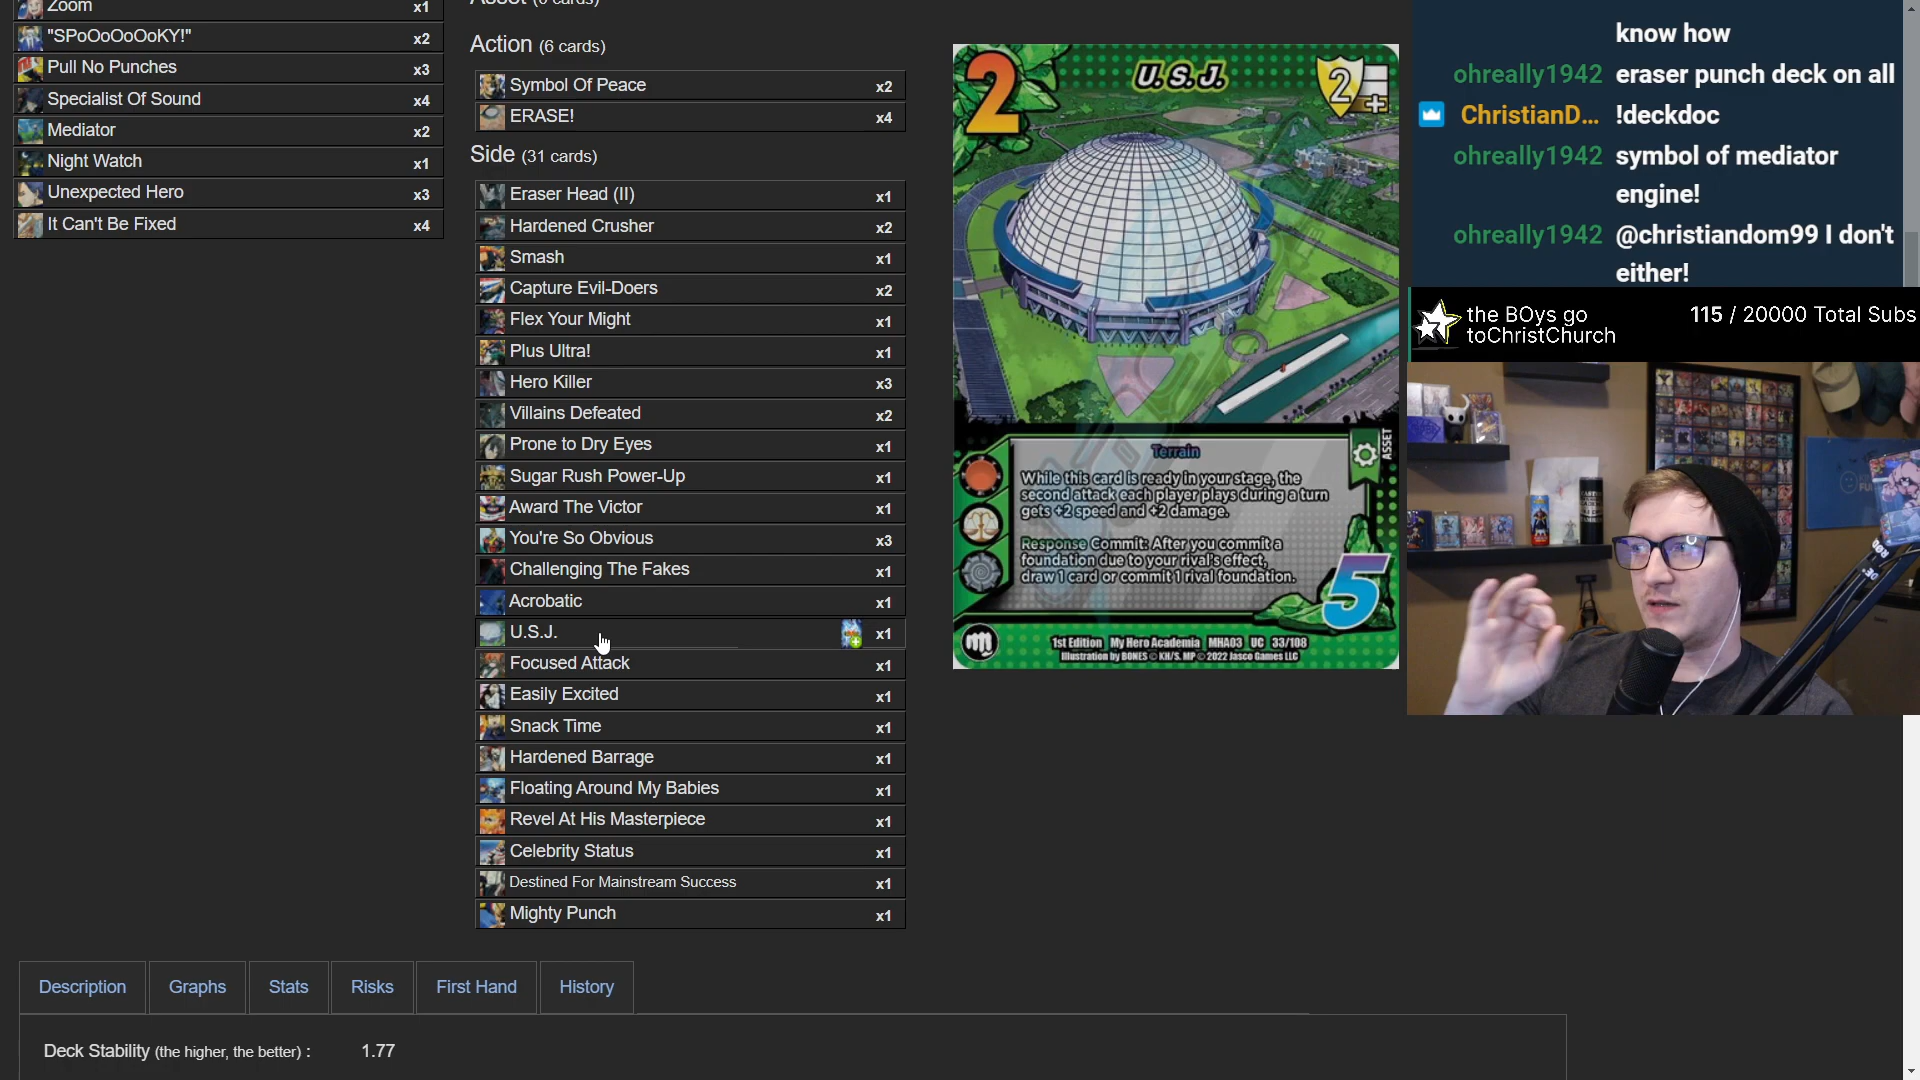 Zoom x1
"SPoOoOoOoKY!" x2
Pull No Punches x3
Specialist Of Sound x4
Mediator x2
Night Watch x1
Unexpected Hero x3
It Can't Be Fixed x4
Asset (0 cards)
Action (6 cards)
Symbol Of Peace x2
ERASE! x4
Side (31 cards)
Eraser Head (II) x1
Hardened Crusher x2
Smash x1
Capture Evil-Doers x2
Flex Your Might x1
Plus Ultra! x1
Hero Killer x3
Villains Defeated x2
Prone to Dry Eyes x1
Sugar Rush Power-Up x1
Award The Victor x1
You're So Obvious x3
Challenging The Fakes x1
Acrobatic x1
U.S.J. x1
Focused Attack x1
Easily Excited x1
Snack Time x1
Hardened Barrage x1
Floating Around My Babies x1
Revel At His Masterpiece x1
Celebrity Status x1
Destined For Mainstream Success x1
Mighty Punch x1
2
U.S.J.
2
+
ASSET
Terrain
While this card is ready in your stage, the
second attack each player plays during a turn
gets +2 speed and +2 damage.
Response Commit: After you commit a
foundation due to your rival's effect,
draw 1 card or commit 1 rival foundation.
5
1st Edition My Hero Academia MHA03 UC 33/108
Illustration by BONES © KH/S, MP © 2022 Jasco Games LLC
know how
ohreally1942 eraser punch deck on all
ChristianD... !deckdoc
ohreally1942 symbol of mediator
engine!
ohreally1942 @christiandom99 I don't
either!
the BOys go
toChristChurch
115 / 20000 Total Subs
Description
Graphs
Stats
Risks
First Hand
History
Deck Stability (the higher, the better) : 1.77